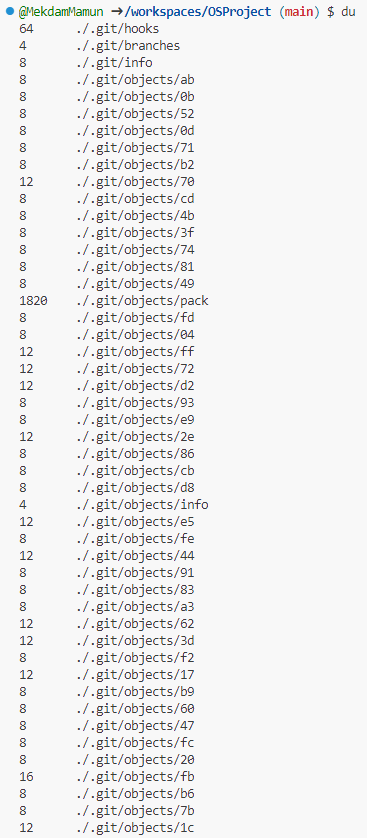 @MekdamMamun →/workspaces/OSProject (main) $ du
64 ./.git/hooks
4 ./.git/branches
8 ./.git/info
8 ./.git/objects/ab
8 ./.git/objects/0b
8 ./.git/objects/52
8 ./.git/objects/0d
8 ./.git/objects/71
8 ./.git/objects/b2
12 ./.git/objects/70
8 ./.git/objects/cd
8 ./.git/objects/4b
8 ./.git/objects/3f
8 ./.git/objects/74
8 ./.git/objects/81
8 ./.git/objects/49
1820 ./.git/objects/pack
8 ./.git/objects/fd
8 ./.git/objects/04
12 ./.git/objects/ff
12 ./.git/objects/72
12 ./.git/objects/d2
8 ./.git/objects/93
8 ./.git/objects/e9
12 ./.git/objects/2e
8 ./.git/objects/86
8 ./.git/objects/cb
8 ./.git/objects/d8
4 ./.git/objects/info
12 ./.git/objects/e5
8 ./.git/objects/fe
12 ./.git/objects/44
8 ./.git/objects/91
8 ./.git/objects/83
8 ./.git/objects/a3
12 ./.git/objects/62
12 ./.git/objects/3d
8 ./.git/objects/f2
12 ./.git/objects/17
8 ./.git/objects/b9
8 ./.git/objects/60
8 ./.git/objects/47
8 ./.git/objects/fc
8 ./.git/objects/20
16 ./.git/objects/fb
8 ./.git/objects/b6
8 ./.git/objects/7b
12 ./.git/objects/1c